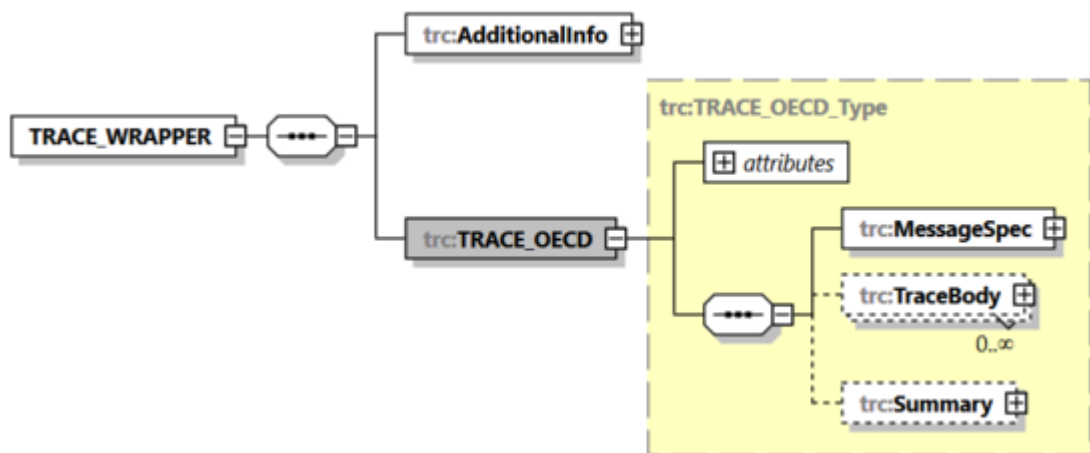 trc:AdditionalInfo
trc:TRACE_OECD_Type
TRACE_WRAPPER
attributes
trc:MessageSpec
trc:TRACE_OECD
trc:TraceBody
0..∞
trc:Summary